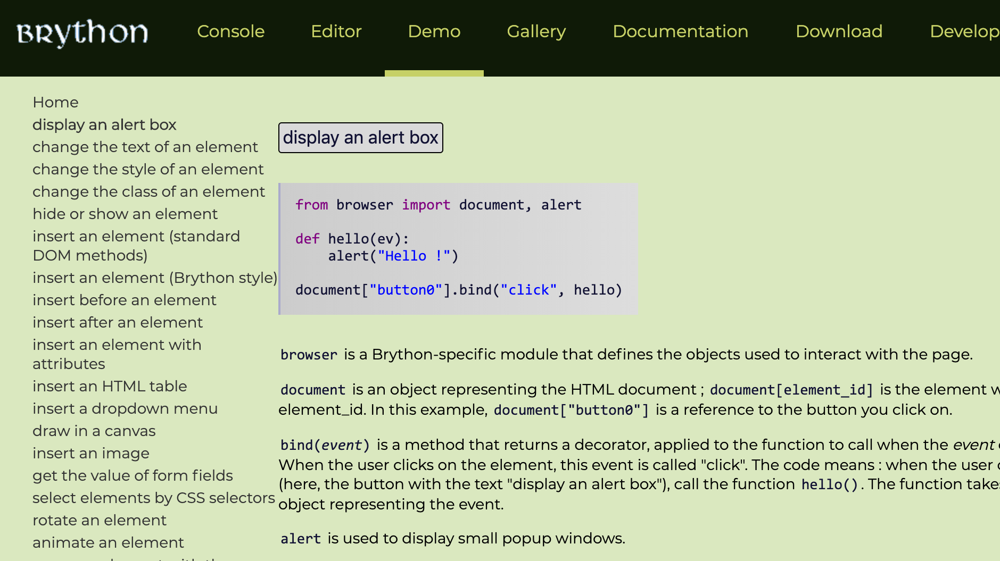 BRython Console Editor Demo Gallery Documentation Download Develop
Home
display an alert box
change the text of an element
change the style of an element
change the class of an element
hide or show an element
insert an element (standard
DOM methods)
insert an element (Brython style)
insert before an element
insert after an element
insert an element with
attributes
insert an HTML table
insert a dropdown menu
draw in a canvas
insert an image
get the value of form fields
select elements by CSS selectors
rotate an element
animate an element
display an alert box
from browser import document, alert
def hello(ev):
    alert("Hello !")
document["button0"].bind("click", hello)
browser is a Brython-specific module that defines the objects used to interact with the page.
document is an object representing the HTML document ; document[element_id] is the element
element_id. In this example, document["button0"] is a reference to the button you click on.
bind(event) is a method that returns a decorator, applied to the function to call when the event
When the user clicks on the element, this event is called "click". The code means : when the user
(here, the button with the text "display an alert box"), call the function hello(). The function takes
object representing the event.
alert is used to display small popup windows.